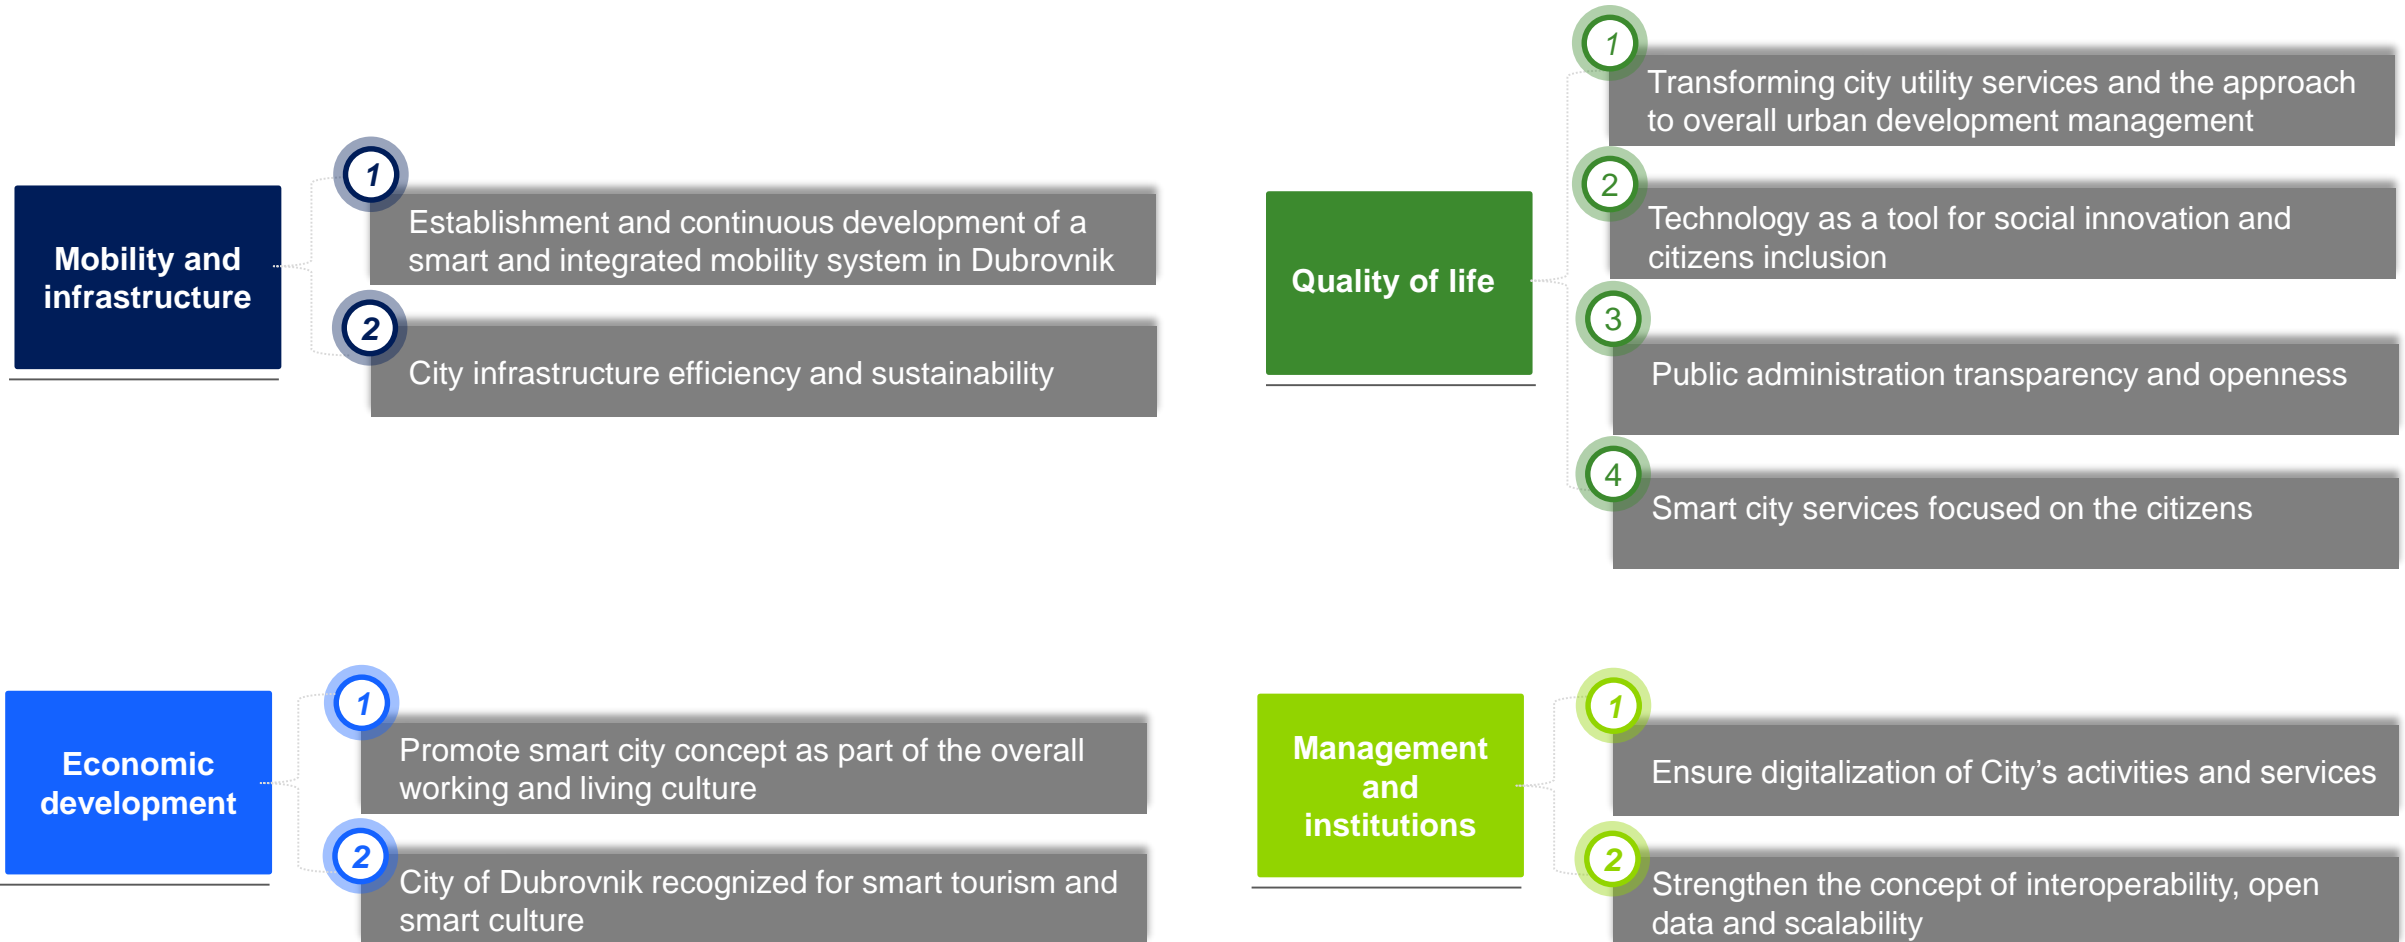 Mobility and
infrastructure
1
Establishment and continuous development of a
smart and integrated mobility system in Dubrovnik
2
City infrastructure efficiency and sustainability
Quality of life
1
Transforming city utility services and the approach
to overall urban development management
2
Technology as a tool for social innovation and
citizens inclusion
3
Public administration transparency and openness
4
Smart city services focused on the citizens
Economic
development
1
Promote smart city concept as part of the overall
working and living culture
2
City of Dubrovnik recognized for smart tourism and
smart culture
Management
and
institutions
1
Ensure digitalization of City’s activities and services
2
Strengthen the concept of interoperability, open
data and scalability